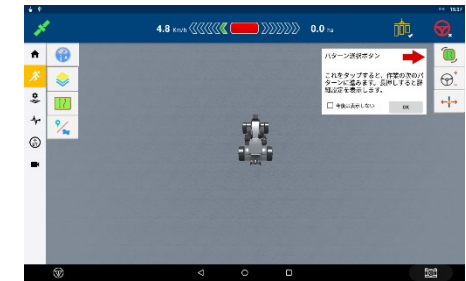 15:37
4.8 Km/h
0.0 ha
パターン選択ボタン
これをタップすると、作業の次のパ
ターンに進みます。長押しすると詳
細設定を表示します。
今後は表示しない
OK